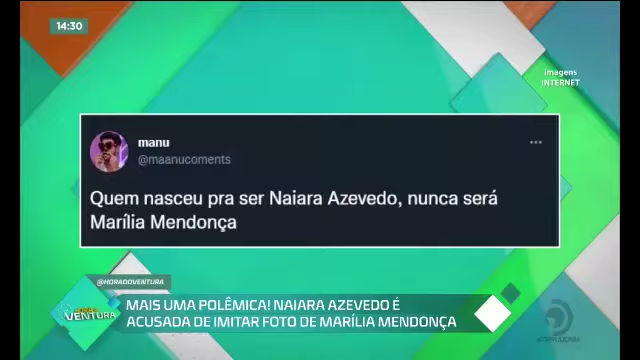 14:30
imagens
INTERNET
manu
@maanucoments
Quem nasceu pra ser Naiara Azevedo, nunca será
Marília Mendonça
@HORADOVENTURA
VENTURA
MAIS UMA POLÊMICA! NAIARA AZEVEDO É
ACUSADA DE IMITAR FOTO DE MARÍLIA MENDONÇA